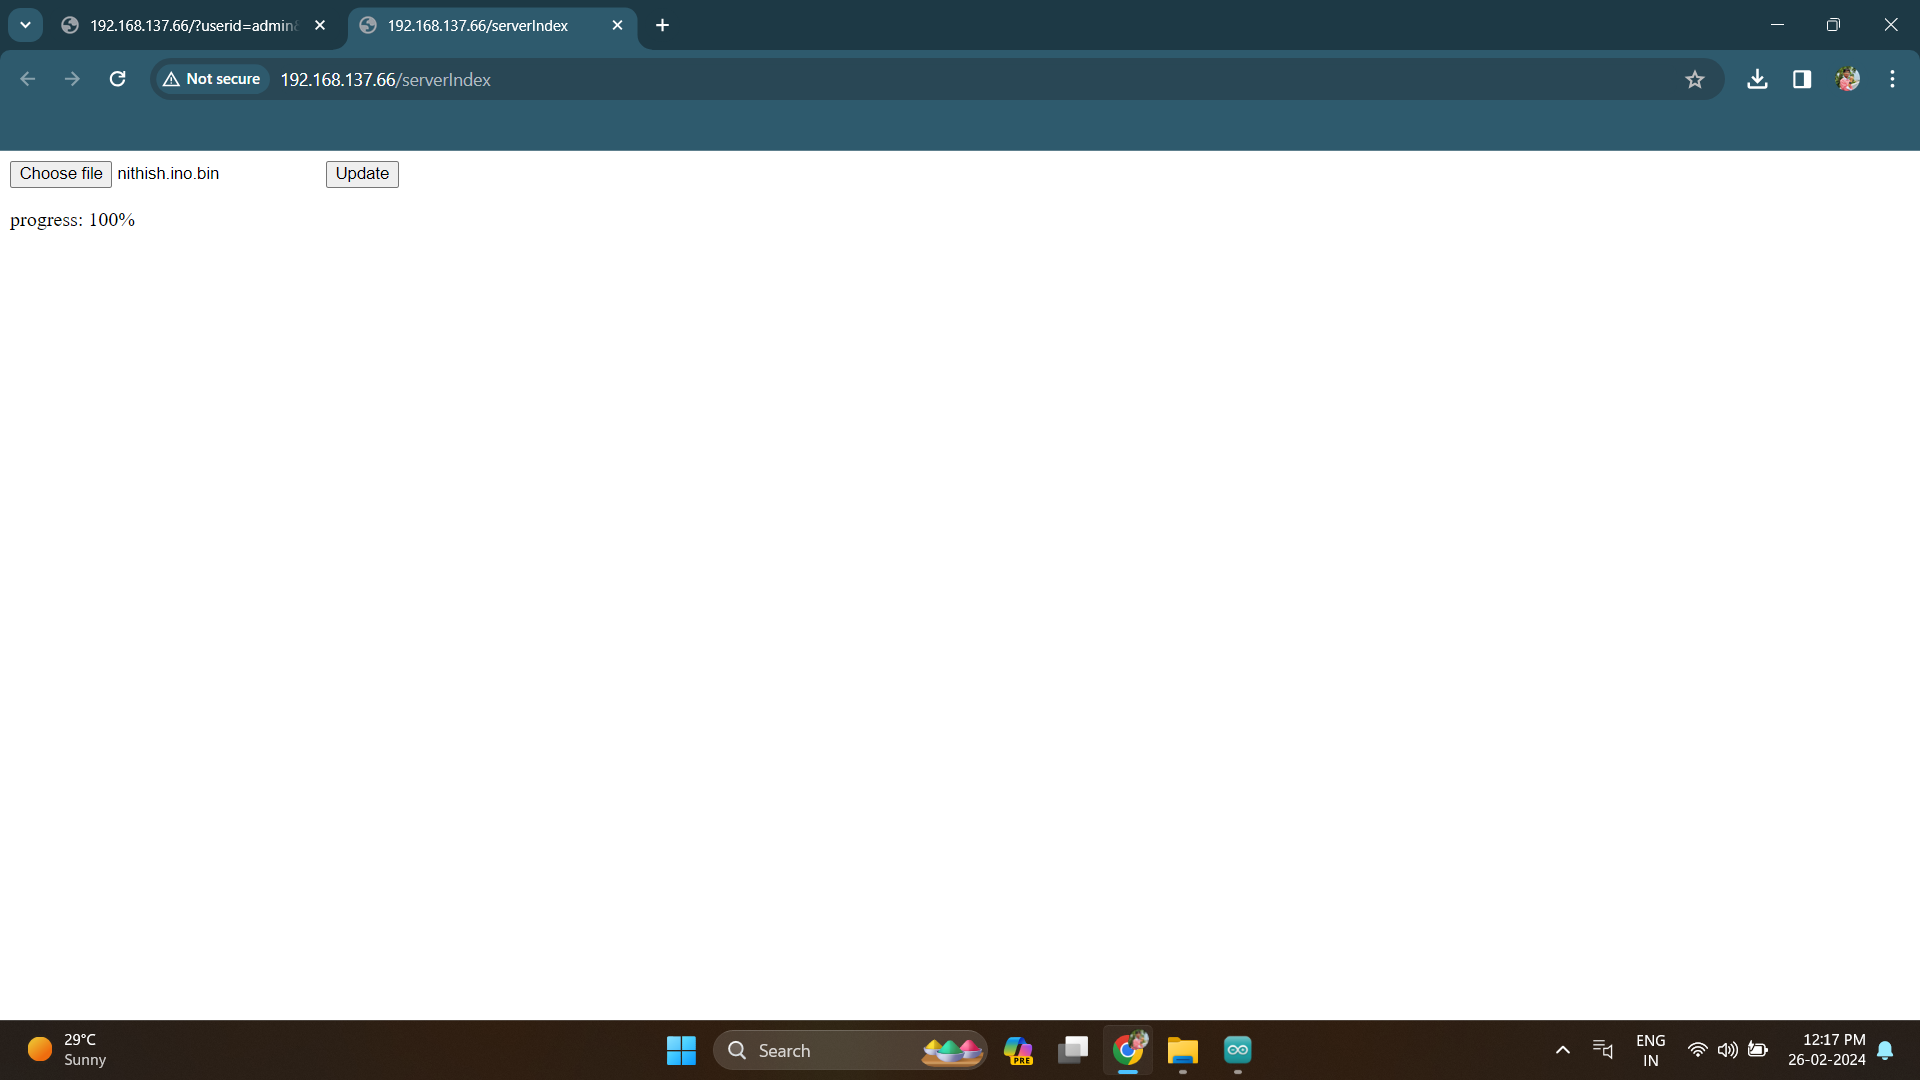 192.168.137.66/?userid=admin
192.168.137.66/serverIndex
Not secure
192.168.137.66/serverIndex
Choose file nithish.ino.bin Update
progress: 100%
29°C
Sunny
Search
PRE
ENG
IN
12:17 PM
26-02-2024